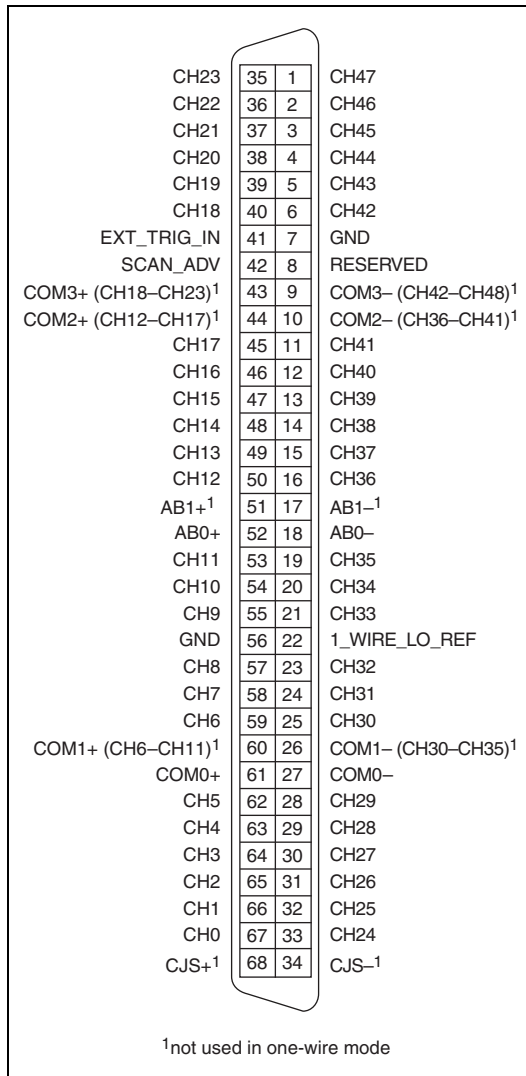 CH23 35 1 CH47
CH22 36 2 CH46
CH21 37 3 CH45
CH20 38 4 CH44
CH19 39 5 CH43
CH18 40 6 CH42
EXT_TRIG_IN 41 7 GND
SCAN_ADV 42 8 RESERVED
COM3+ (CH18–CH23)¹ 43 9 COM3– (CH42–CH48)¹
COM2+ (CH12–CH17)¹ 44 10 COM2– (CH36–CH41)¹
CH17 45 11 CH41
CH16 46 12 CH40
CH15 47 13 CH39
CH14 48 14 CH38
CH13 49 15 CH37
CH12 50 16 CH36
AB1+¹ 51 17 AB1–¹
AB0+ 52 18 AB0–
CH11 53 19 CH35
CH10 54 20 CH34
CH9 55 21 CH33
GND 56 22 1_WIRE_LO_REF
CH8 57 23 CH32
CH7 58 24 CH31
CH6 59 25 CH30
COM1+ (CH6–CH11)¹ 60 26 COM1– (CH30–CH35)¹
COM0+ 61 27 COM0–
CH5 62 28 CH29
CH4 63 29 CH28
CH3 64 30 CH27
CH2 65 31 CH26
CH1 66 32 CH25
CH0 67 33 CH24
CJS+¹ 68 34 CJS–¹
¹not used in one-wire mode